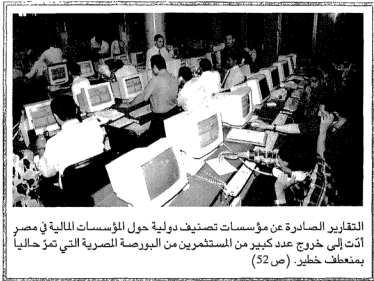 التقارير الصادرة عن مؤسسات تصنيف دولية حول المؤسسات المالية في مصر
أدّت إلى خروج عدد كبير من المستثمرين من البورصة المصرية التي تمرّ حالياً
بمنعطف خطير. (ص 52)